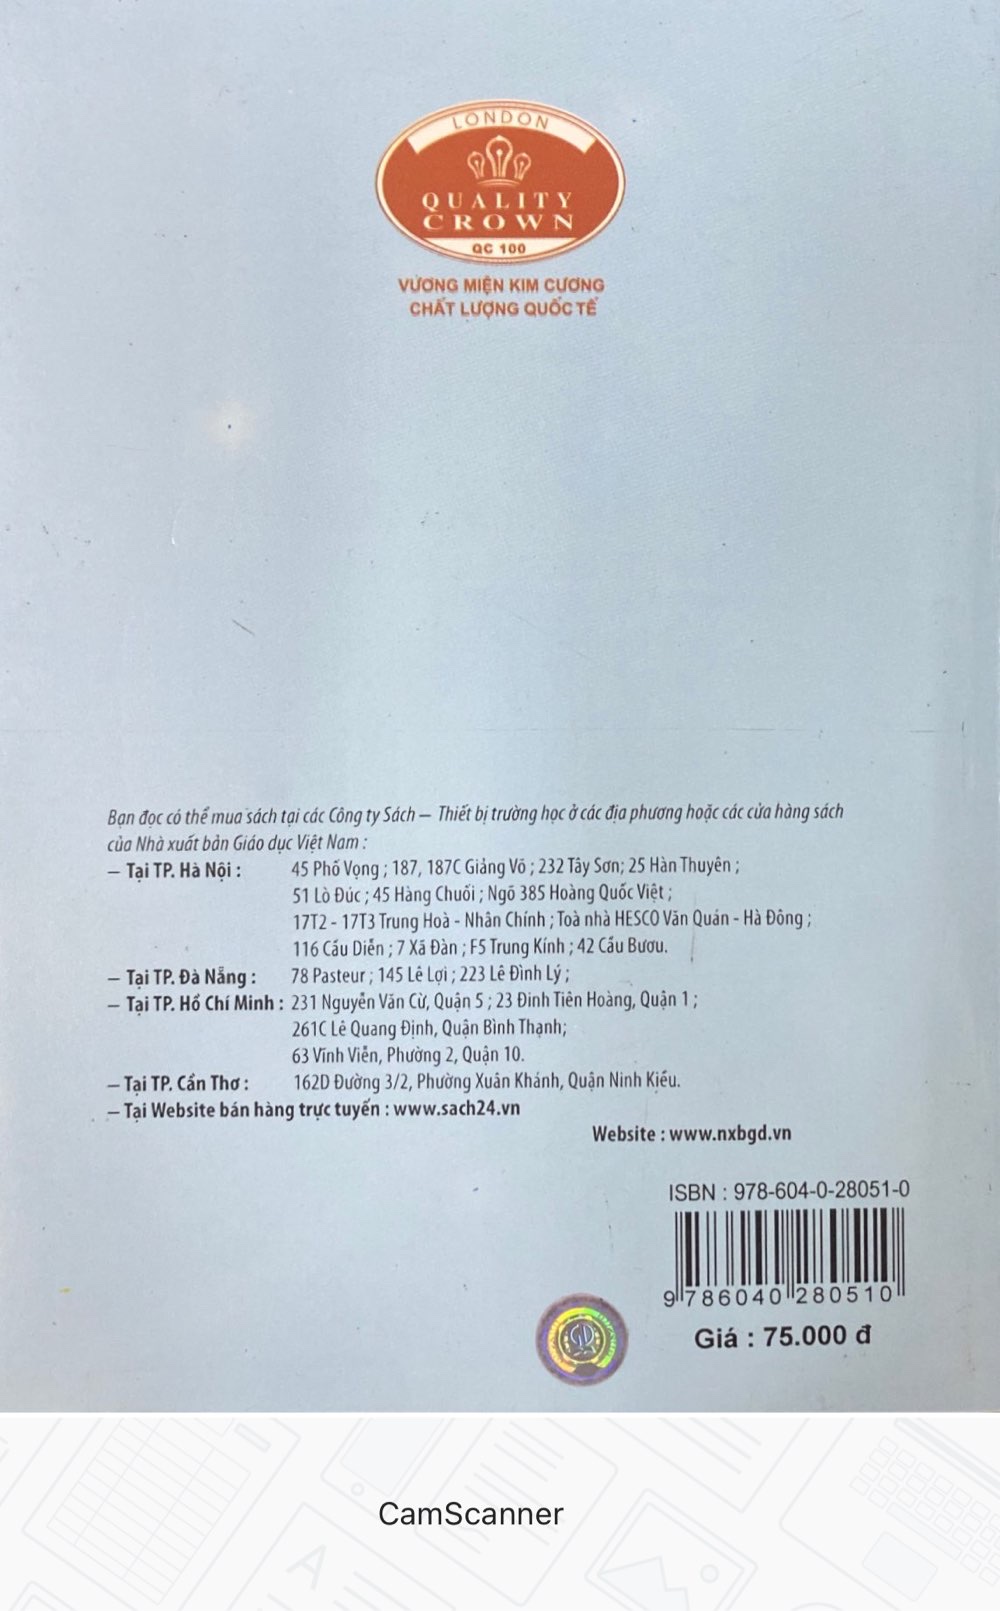 LONDON
QUALITY
CROWN
QC 100
VƯƠNG MIỆN KIM CƯƠNG
CHẤT LƯỢNG QUỐC TẾ
Bạn đọc có thể mua sách tại các Công ty Sách – Thiết bị trường học ở các địa phương hoặc các cửa hàng sách
của Nhà xuất bản Giáo dục Việt Nam :
– Tại TP. Hà Nội : 45 Phố Vọng ; 187, 187C Giảng Võ ; 232 Tây Sơn; 25 Hàn Thuyên ;
51 Lò Đúc ; 45 Hàng Chuối ; Ngõ 385 Hoàng Quốc Việt ;
17T2 - 17T3 Trung Hoà - Nhân Chính ; Toà nhà HESCO Văn Quán - Hà Đông ;
116 Cầu Diễn ; 7 Xã Đàn ; F5 Trung Kính ; 42 Cầu Bươu.
– Tại TP. Đà Nẵng : 78 Pasteur ; 145 Lê Lợi ; 223 Lê Đình Lý ;
– Tại TP. Hồ Chí Minh : 231 Nguyễn Văn Cừ, Quận 5 ; 23 Đinh Tiên Hoàng, Quận 1 ;
261C Lê Quang Định, Quận Bình Thạnh;
63 Vĩnh Viễn, Phường 2, Quận 10.
– Tại TP. Cần Thơ : 162D Đường 3/2, Phường Xuân Khánh, Quận Ninh Kiều.
– Tại Website bán hàng trực tuyến : www.sach24.vn
Website : www.nxbgd.vn
ISBN : 978-604-0-28051-0
9 786040 280510
Giá : 75.000 đ
CamScanner